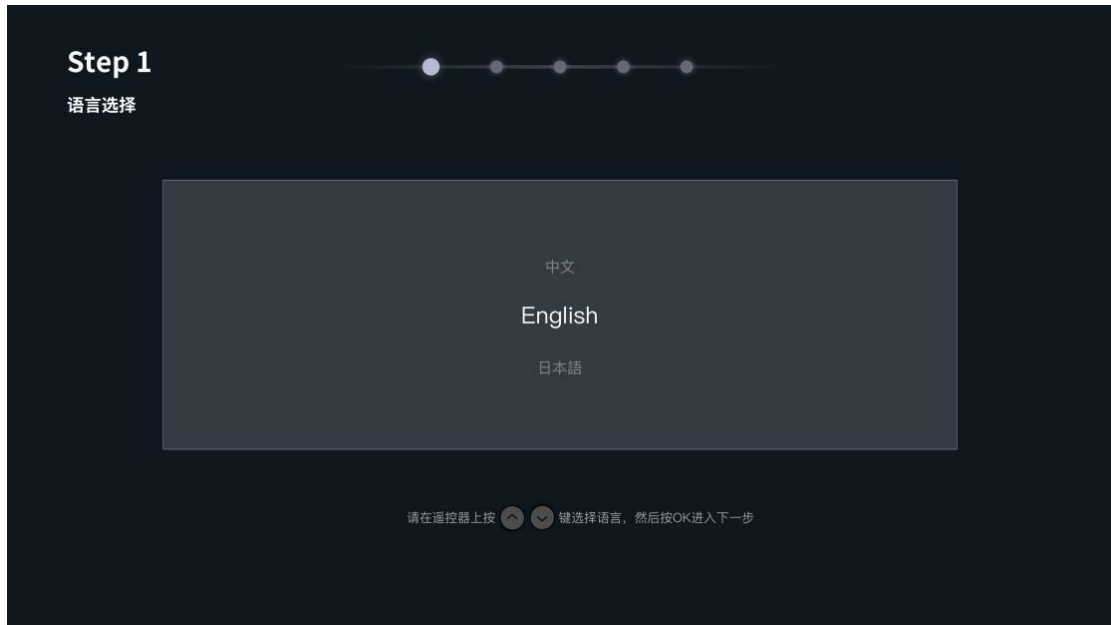 Step 1
语言选择
中文
English
日本語
请在遥控器上按 键选择语言，然后按OK进入下一步